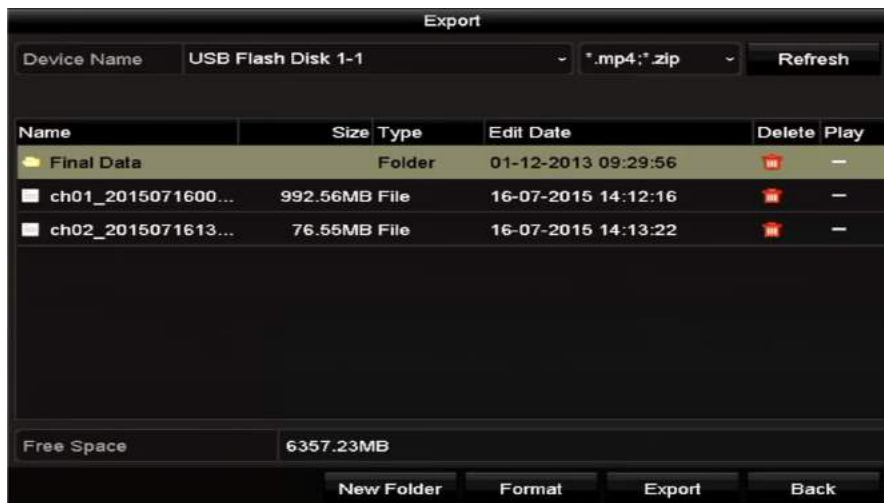 Export
Device Name USB Flash Disk 1-1 *.mp4;*.zip Refresh
Name Size Type Edit Date Delete Play
Final Data Folder 01-12-2013 09:29:56
ch01_2015071600... 992.56MB File 16-07-2015 14:12:16
ch02_2015071613... 76.55MB File 16-07-2015 14:13:22
Free Space 6357.23MB
New Folder Format Export Back